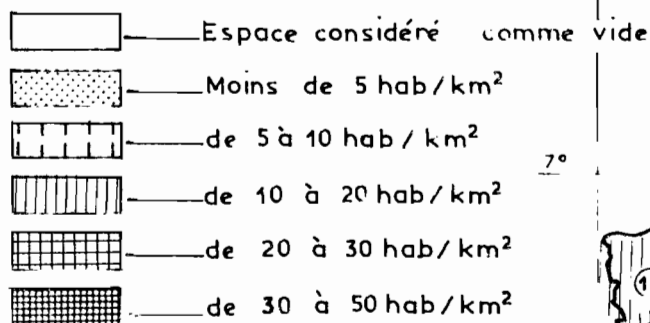 Espace considéré comme vide
Moins de 5 hab/km²
de 5 à 10 hab/km²
7°
de 10 à 20 hab/km²
de 20 à 30 hab/km²
1
de 30 à 50 hab/km²